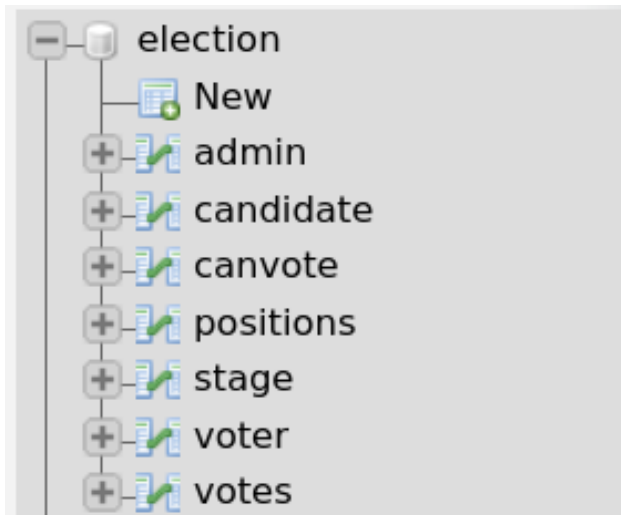 election
New
admin
candidate
canvote
positions
stage
voter
votes